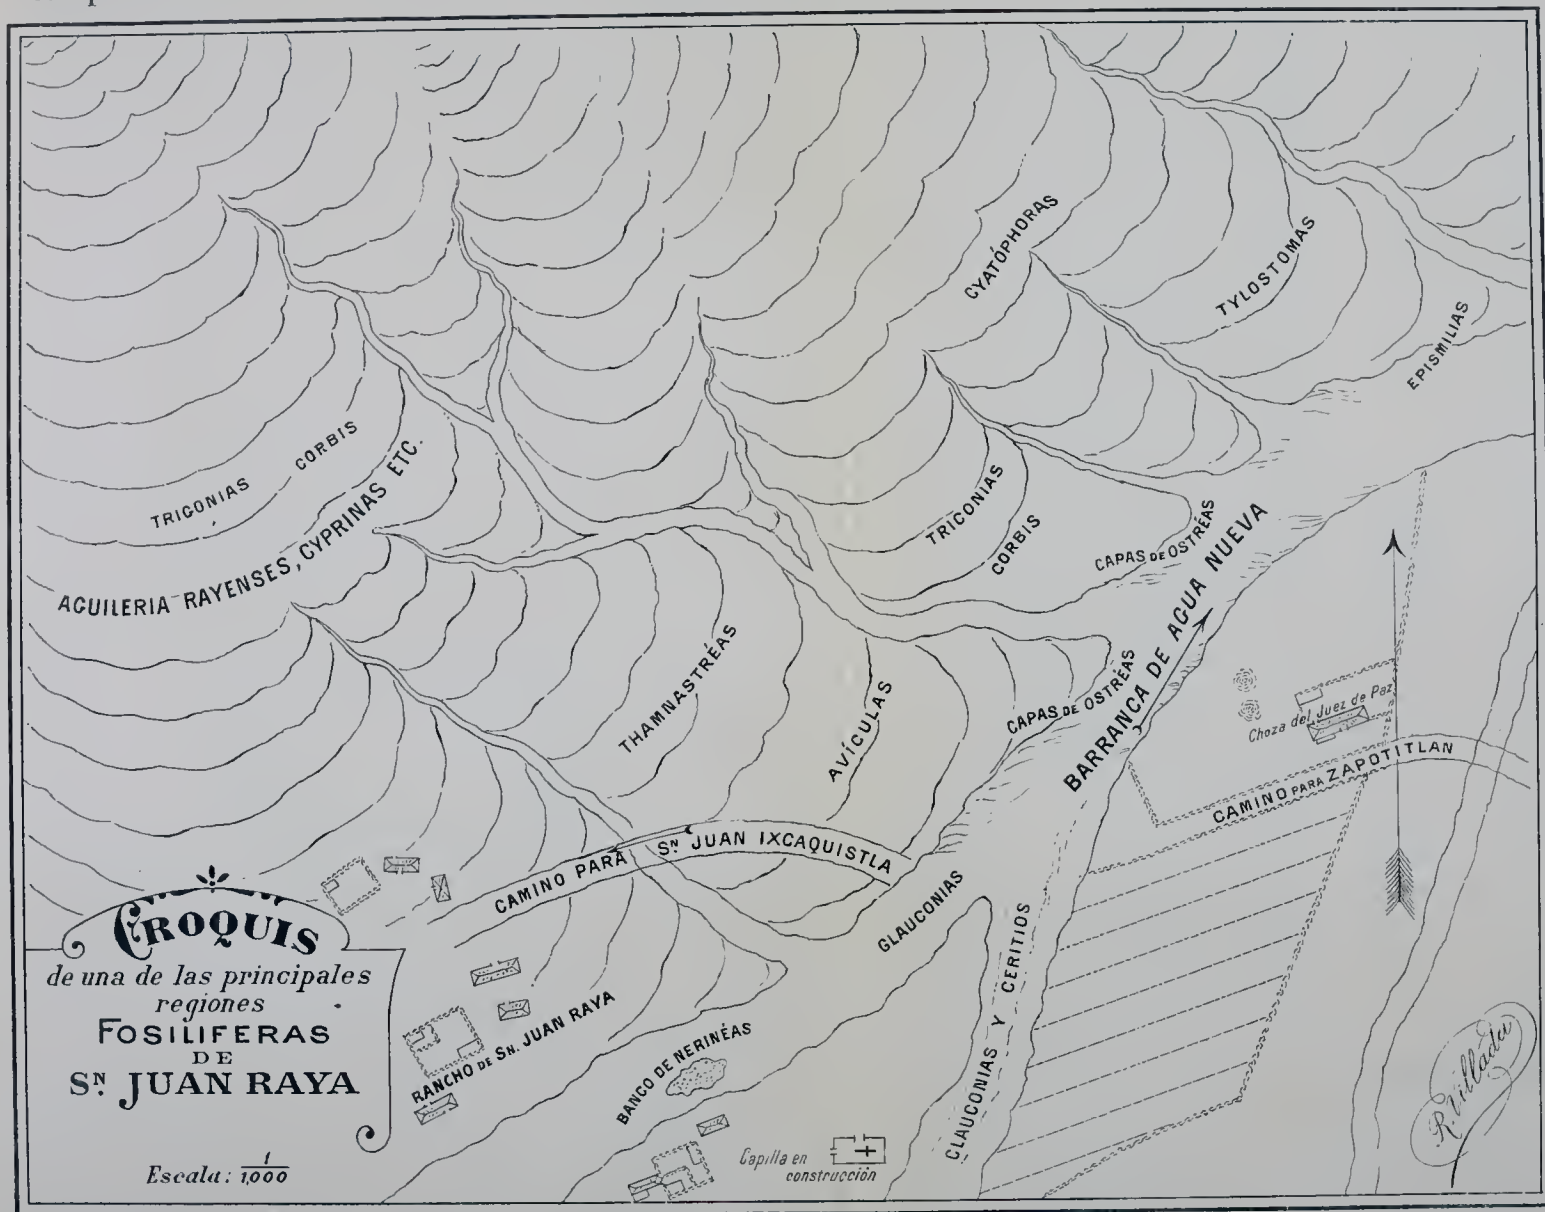 CYATÓPHORAS
TYLOSTOMAS
EPISMILIAS
TRIGONIAS
CORBIS
AGUILERIA RAYENSES, CYPRINAS ETC.
TRIGONIAS
CORBIS
CAPAS DE OSTRÉAS
BARRANCA DE AGUA NUEVA
THAMNASTRÉAS
AVÍCULAS
CAPAS DE OSTRÉAS
Choza del Juez de Paz
CAMINO PARA ZAPOTITLAN
CAMINO PARA SN. JUAN IXCAQUISTLA
GLAUCONIAS
GLAUCONIAS Y CERITIOS
RANCHO DE SN. JUAN RAYA
BANCO DE NERINÉAS
Capilla en
construcción
CROQUIS
de una de las principales
regiones
FOSILIFERAS
DE
SN. JUAN RAYA
Escala: 1/1,000
R. Villada